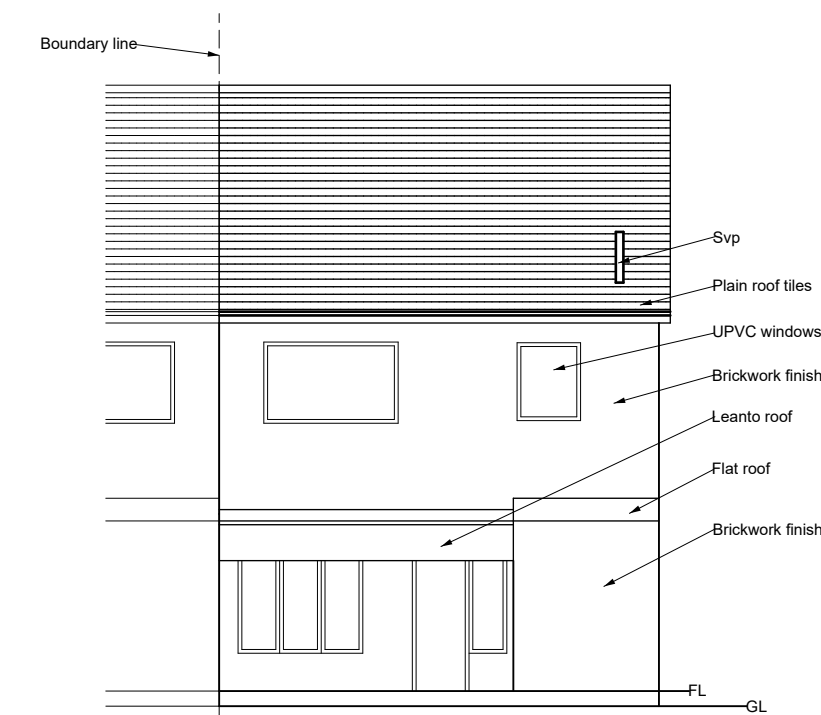 Boundary line
Svp
Plain roof tiles
UPVC windows
Brickwork finish
Leanto roof
Flat roof
Brickwork finish
FL
GL